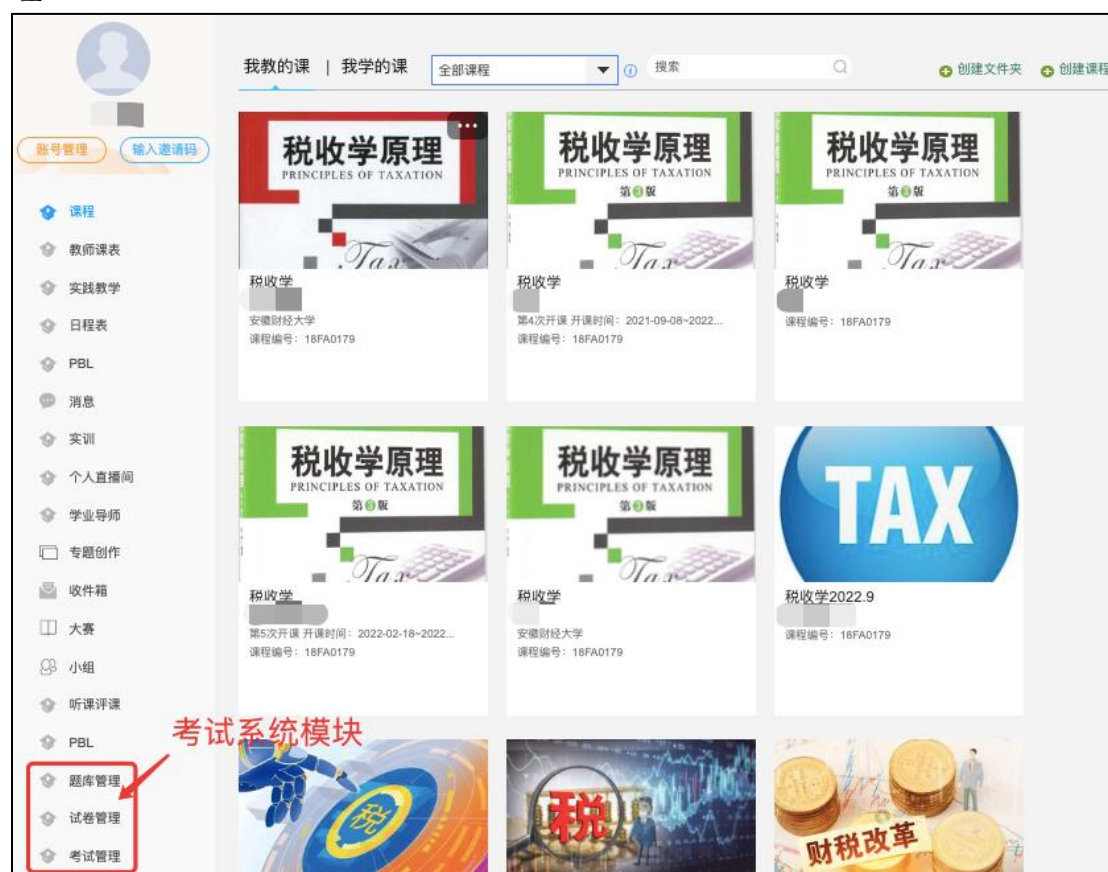 我教的课 | 我学的课
全部课程
搜索
创建文件夹
创建课程
账号管理
输入邀请码
课程
教师课表
实践教学
日程表
PBL
消息
实训
个人直播间
学业导师
专题创作
收件箱
大赛
小组
听课评课
PBL
题库管理
试卷管理
考试管理
考试系统模块
税收学原理
PRINCIPLES OF TAXATION
Tax
税收学
安徽财经大学
课程编号：18FA0179
税收学原理
PRINCIPLES OF TAXATION
第3版
Tax
税收学
第4次开课 开课时间：2021-09-08~2022...
课程编号：18FA0179
税收学原理
PRINCIPLES OF TAXATION
第3版
Tax
税收学
课程编号：18FA0179
税收学原理
PRINCIPLES OF TAXATION
第3版
Tax
税收学
第5次开课 开课时间：2022-02-18~2022...
课程编号：18FA0179
税收学原理
PRINCIPLES OF TAXATION
第3版
Tax
税收学
安徽财经大学
课程编号：18FA0179
TAX
税收学2022.9
课程编号：18FA0179
税
税
财税改革